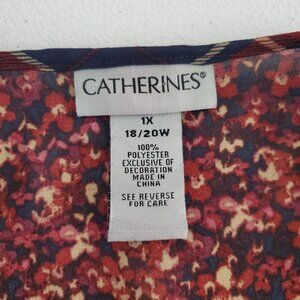 CATHERINES®
1X
18/20W
100%
POLYESTER
EXCLUSIVE OF
DECORATION
MADE IN
CHINA
SEE REVERSE
FOR CARE